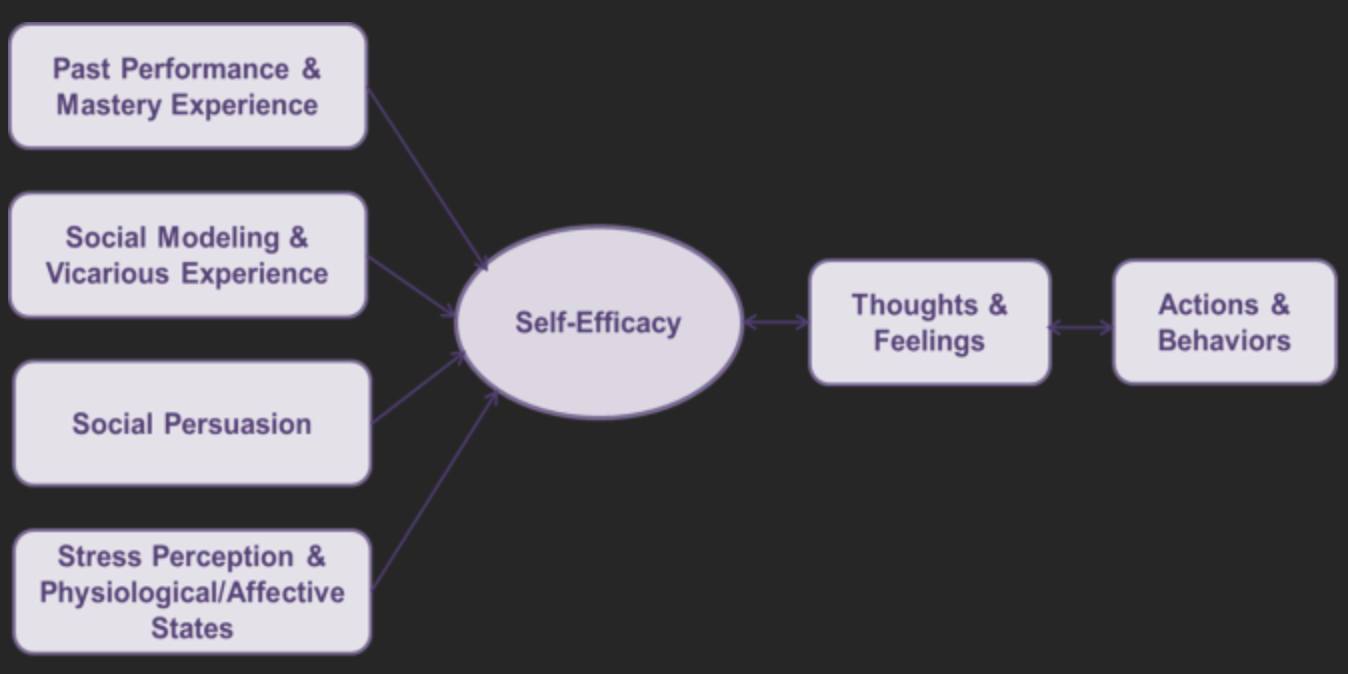 Past Performance &
Mastery Experience
Social Modeling &
Vicarious Experience
Social Persuasion
Stress Perception &
Physiological/Affective
States
Self-Efficacy
Thoughts &
Feelings
Actions &
Behaviors